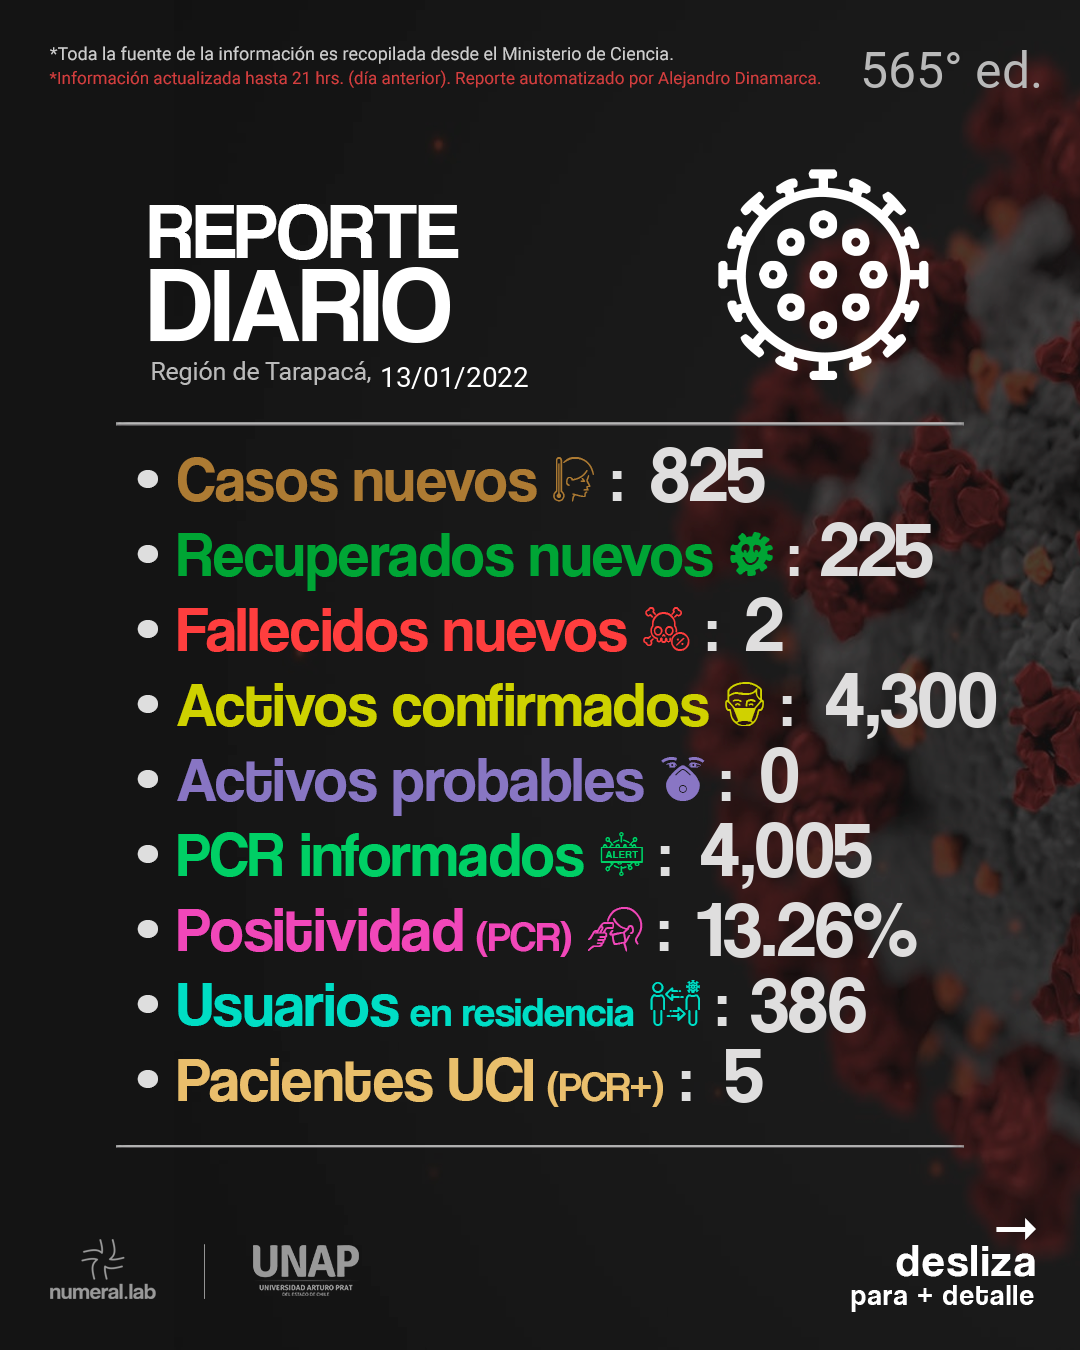 *Toda la fuente de la información es recopilada desde el Ministerio de Ciencia.
*Información actualizada hasta 21 hrs. (día anterior). Reporte automatizado por Alejandro Dinamarca.
565° ed.
REPORTE
DIARIO
Región de Tarapacá, 13/01/2022
• Casos nuevos : 825
• Recuperados nuevos : 225
• Fallecidos nuevos : 2
• Activos confirmados : 4,300
• Activos probables : 0
• PCR informados ALERT : 4,005
• Positividad (PCR) : 13.26%
• Usuarios en residencia : 386
• Pacientes UCI (PCR+) : 5
numeral.lab
UNAP
UNIVERSIDAD ARTURO PRAT
DEL ESTADO DE CHILE
desliza
para + detalle